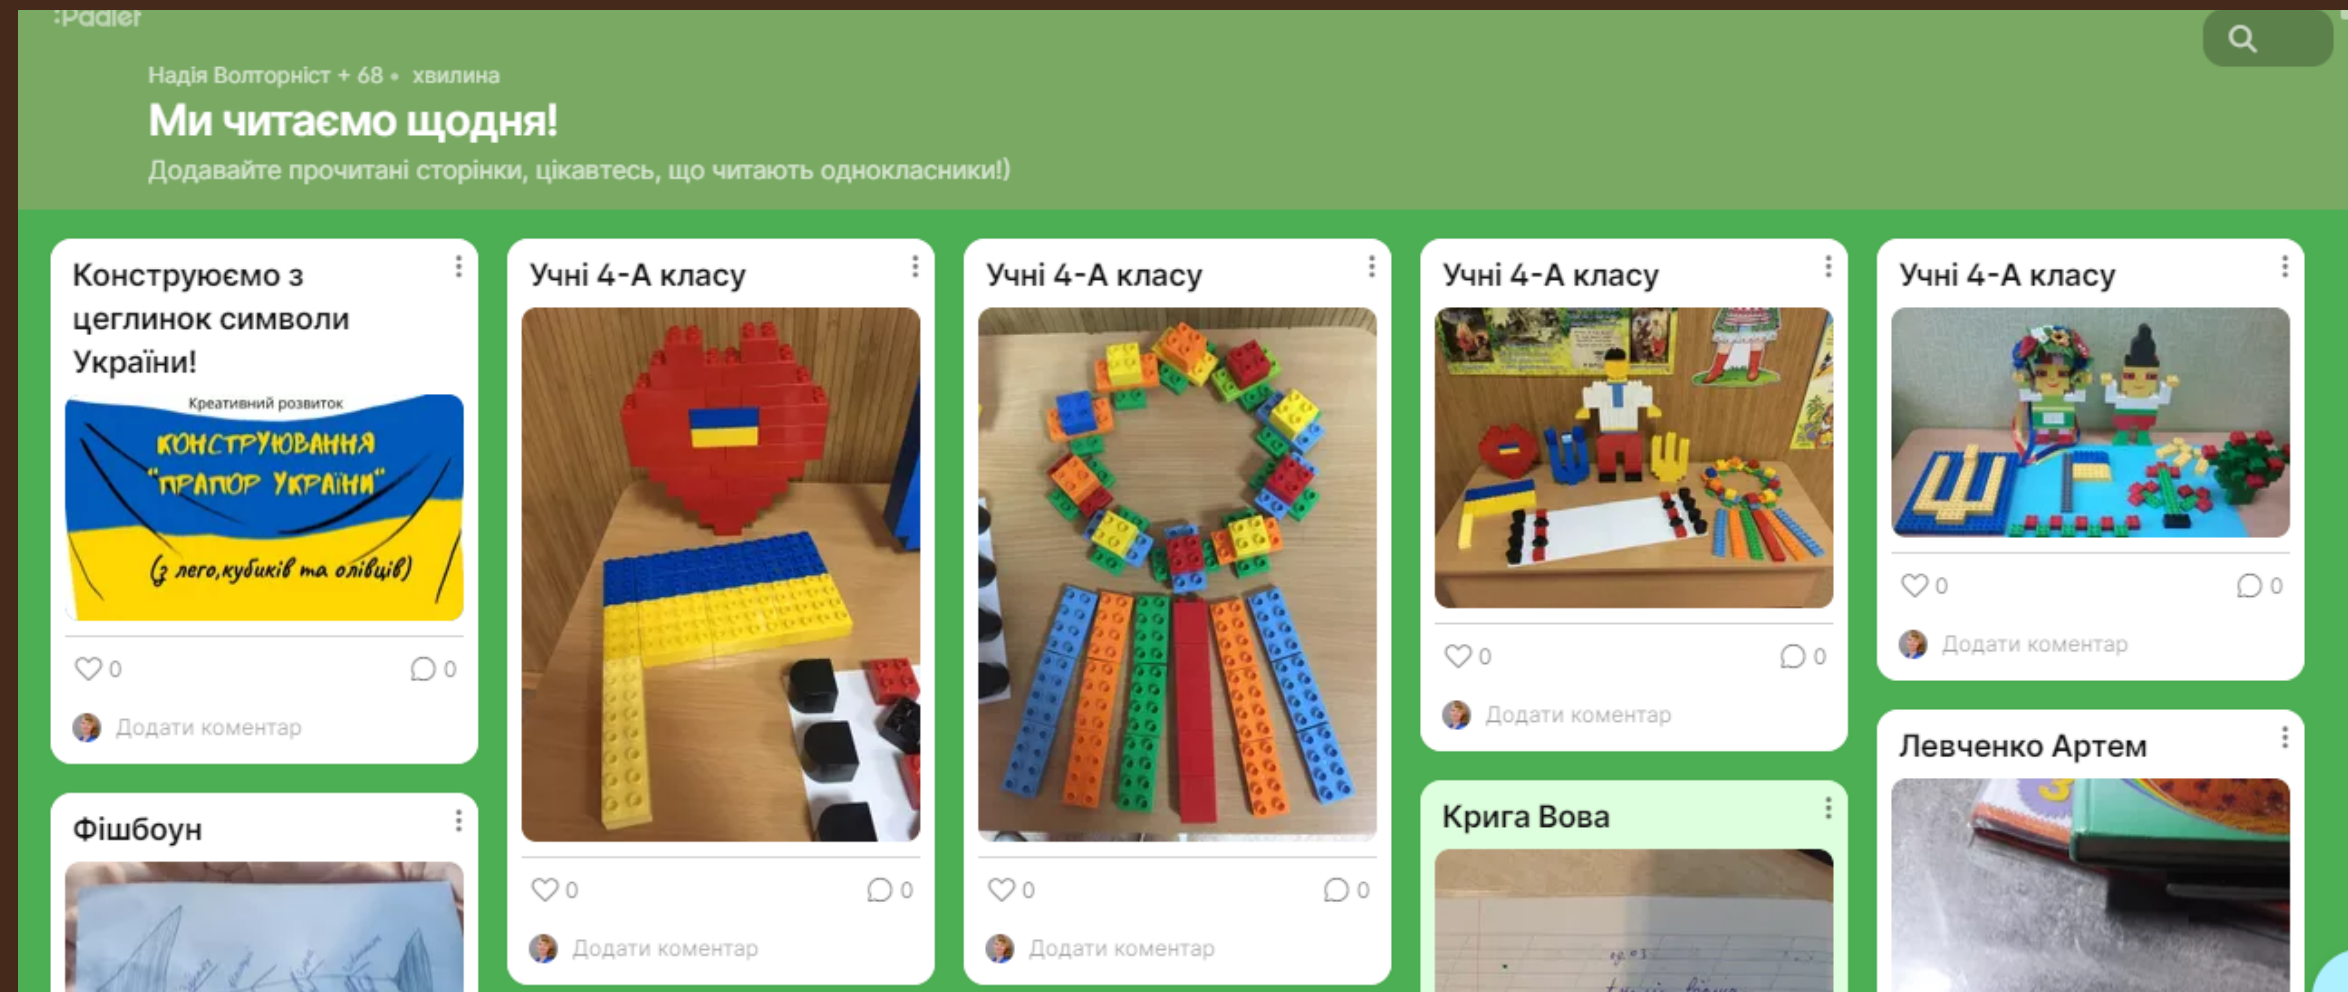 :Padlet
Надія Волторніст + 68 • хвилина
Ми читаємо щодня!
Додавайте прочитані сторінки, цікавтесь, що читають однокласники!)
Конструюємо з
цеглинок символи
України!
Креативний розвиток
КОНСТРУЮВАННЯ
"ПРАПОР УКРАЇНИ"
(з лего,кубиків та олівців)
0
0
Додати коментар
Фішбоун
Учні 4-А класу
0
0
Додати коментар
Учні 4-А класу
0
0
Додати коментар
Учні 4-А класу
0
0
Додати коментар
Крига Вова
Учні 4-А класу
0
0
Додати коментар
Левченко Артем
3